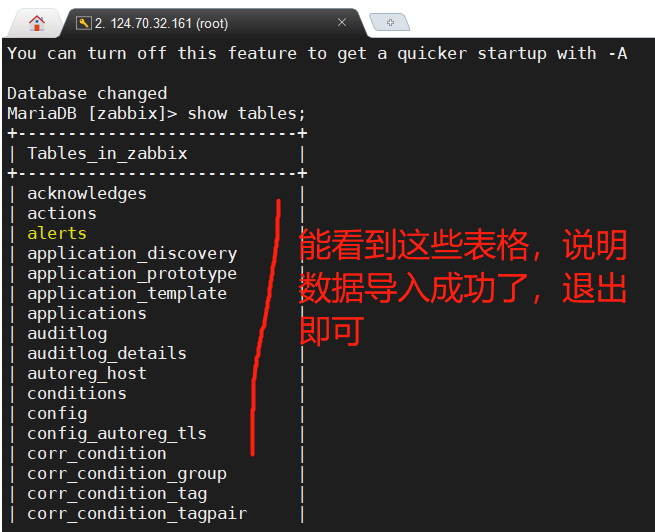 2. 124.70.32.161 (root)
You can turn off this feature to get a quicker startup with -A
Database changed
MariaDB [zabbix]> show tables;
+----------------------------+
| Tables_in_zabbix |
+----------------------------+
| acknowledges |
| actions |
| alerts |
| application_discovery |
| application_prototype |
| application_template |
| applications |
| auditlog |
| auditlog_details |
| autoreg_host |
| conditions |
| config |
| config_autoreg_tls |
| corr_condition |
| corr_condition_group |
| corr_condition_tag |
| corr_condition_tagpair |
能看到这些表格，说明
数据导入成功了，退出
即可